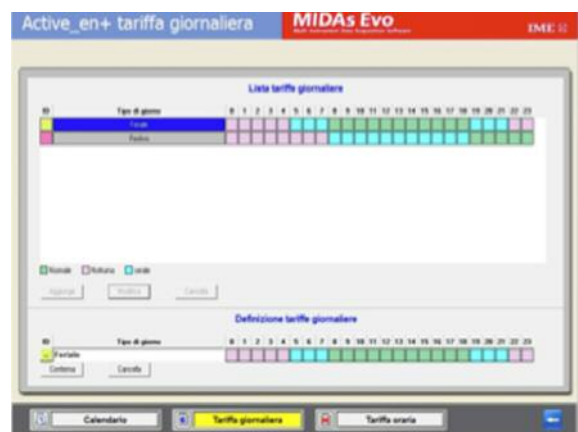 Active_en+ tariffa giornaliera
MIDAs Evo
IME
Lista tariffe giornaliere
ID Tipo di giorno 0 1 2 3 4 5 6 7 8 9 10 11 12 13 14 15 16 17 18 19 20 21 22 23
Feriale
Festivo
Normale Notturna
Aggiungi Modifica Cancella
Definizione tariffe giornaliere
ID Tipo di giorno 0 1 2 3 4 5 6 7 8 9 10 11 12 13 14 15 16 17 18 19 20 21 22 23
Feriale
Conferma Cancella
Calendario Tariffa giornaliera Tariffa oraria